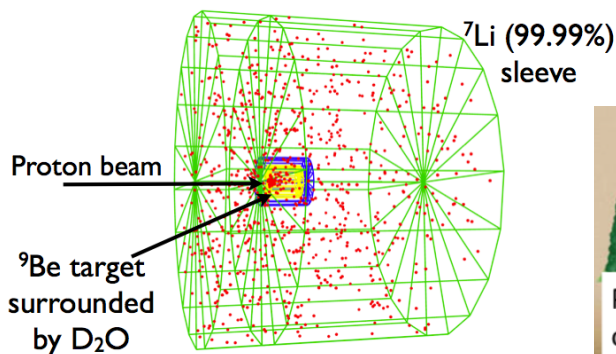 ⁷Li (99.99%)
sleeve
Proton beam
⁹Be target
surrounded
by D₂O